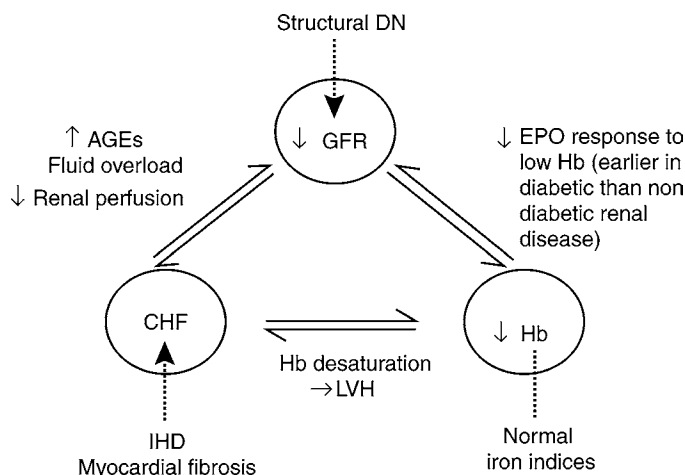 Structural DN
↓ GFR
↑ AGEs
Fluid overload
↓ Renal perfusion
↓ EPO response to
low Hb (earlier in
diabetic than non
diabetic renal
disease)
CHF
↓ Hb
Hb desaturation
→LVH
IHD
Myocardial fibrosis
Normal
iron indices